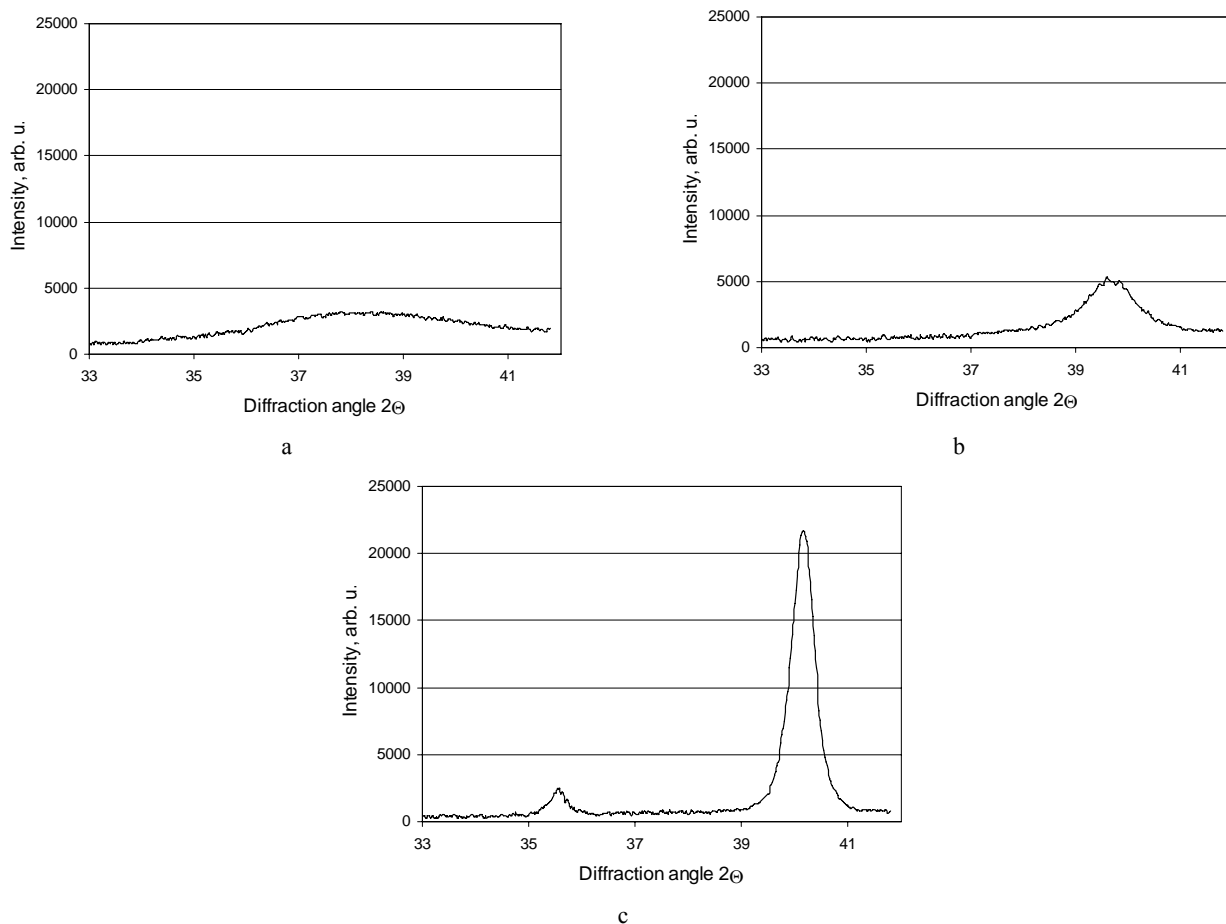 25000
20000
15000
10000
5000
0
Intensity, arb. u.
33 35 37 39 41
Diffraction angle 2Θ
a
25000
20000
15000
10000
5000
0
Intensity, arb. u.
33 35 37 39 41
Diffraction angle 2Θ
b
25000
20000
15000
10000
5000
0
Intensity, arb. u.
33 35 37 39 41
Diffraction angle 2Θ
c